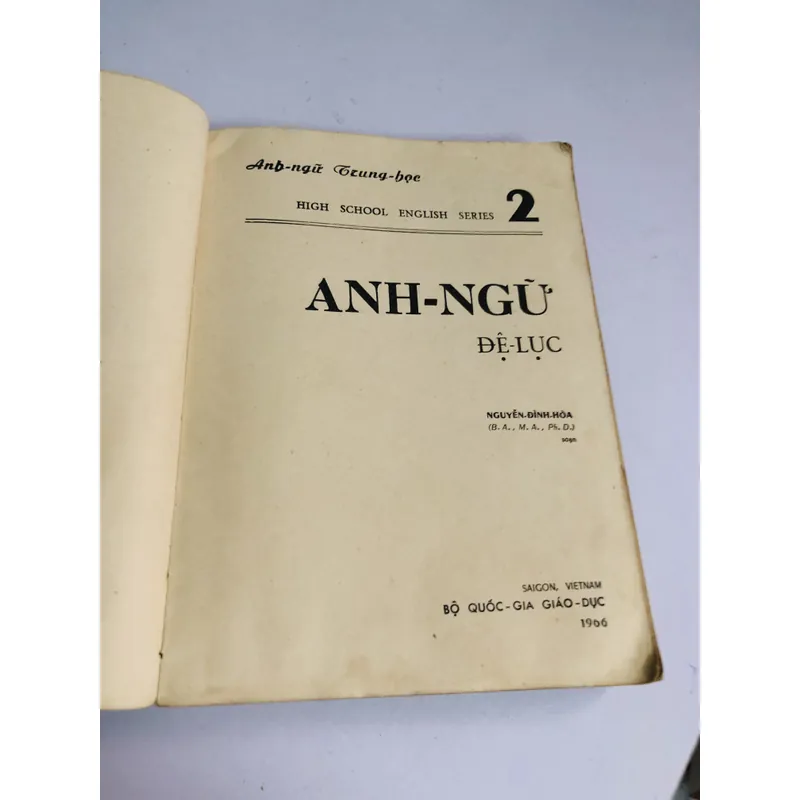 Anh-ngữ Trung-học
HIGH SCHOOL ENGLISH SERIES 2
ANH-NGỮ
ĐỆ-LỤC
NGUYỄN-ĐÌNH-HÒA
(B. A., M. A., Ph. D.)
soạn
SAIGON, VIETNAM
BỘ QUỐC-GIA GIÁO-DỤC
1966